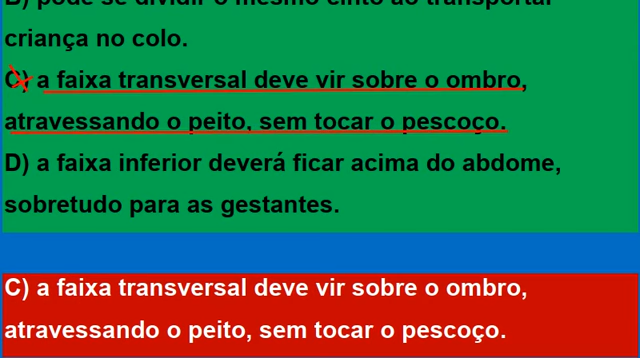 B) pode se dividir o mesmo cinto ao transportar
criança no colo.
C) a faixa transversal deve vir sobre o ombro,
atravessando o peito, sem tocar o pescoço.
D) a faixa inferior deverá ficar acima do abdome,
sobretudo para as gestantes.
C) a faixa transversal deve vir sobre o ombro,
atravessando o peito, sem tocar o pescoço.